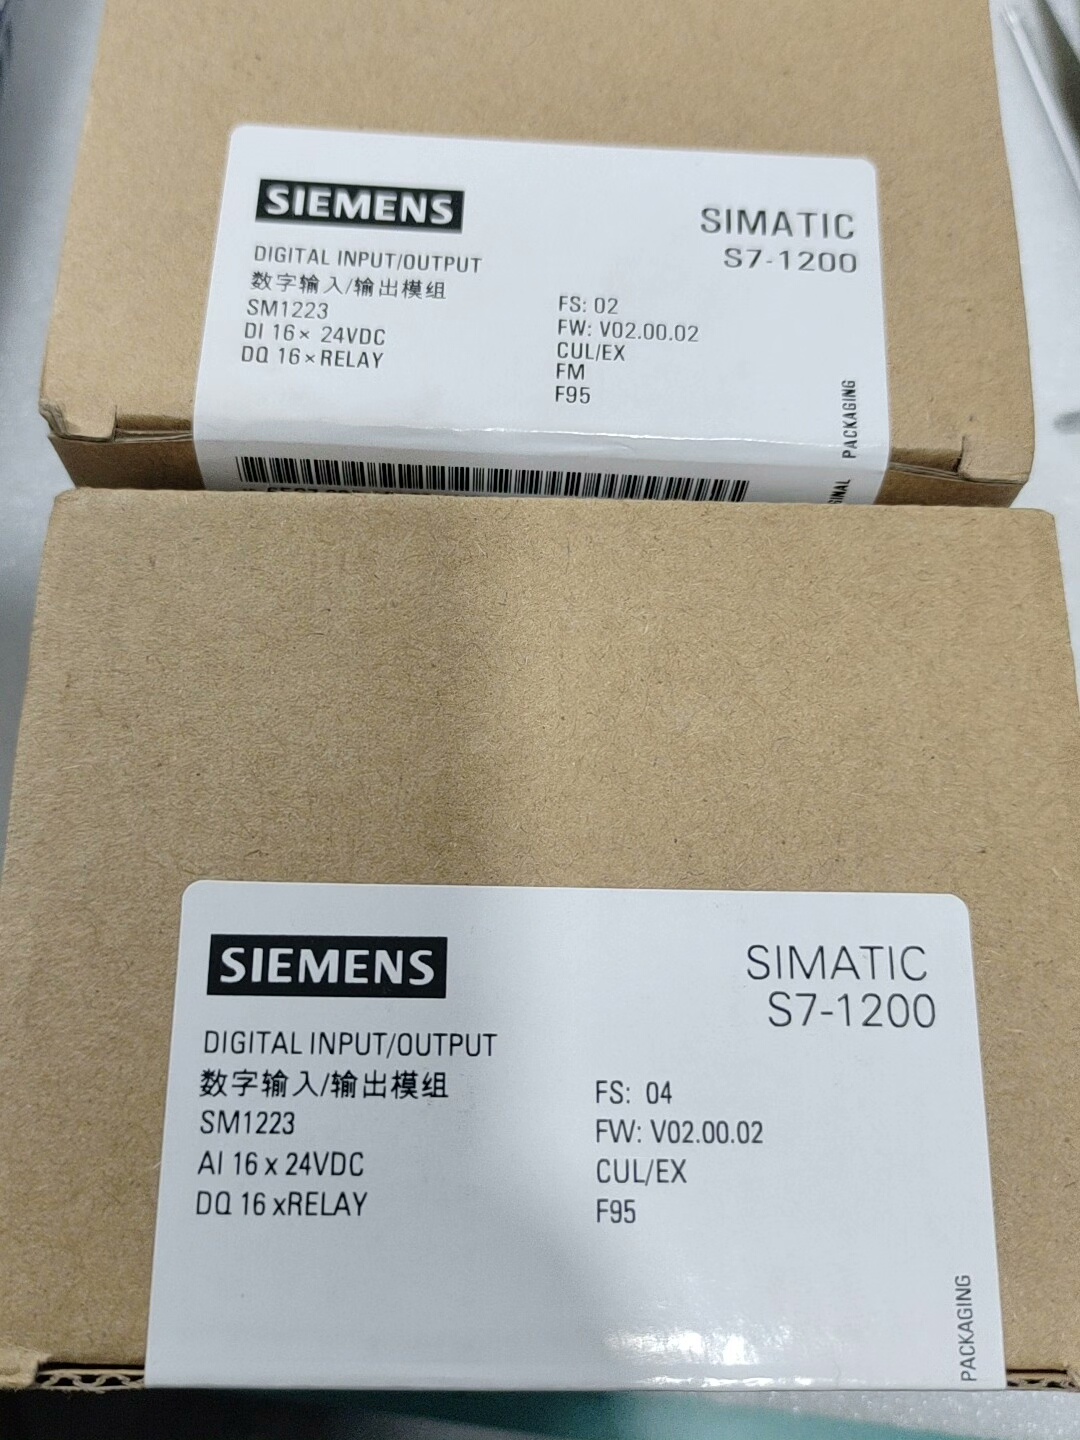 SIEMENS
SIMATIC
S7-1200
DIGITAL INPUT/OUTPUT
数字输入/输出模组
SM1223
DI 16× 24VDC
DQ 16×RELAY
FS: 02
FW: V02.00.02
CUL/EX
FM
F95
PACKAGING
SIEMENS
SIMATIC
S7-1200
DIGITAL INPUT/OUTPUT
数字输入/输出模组
SM1223
AI 16 x 24VDC
DQ 16 xRELAY
FS: 04
FW: V02.00.02
CUL/EX
F95
PACKAGING